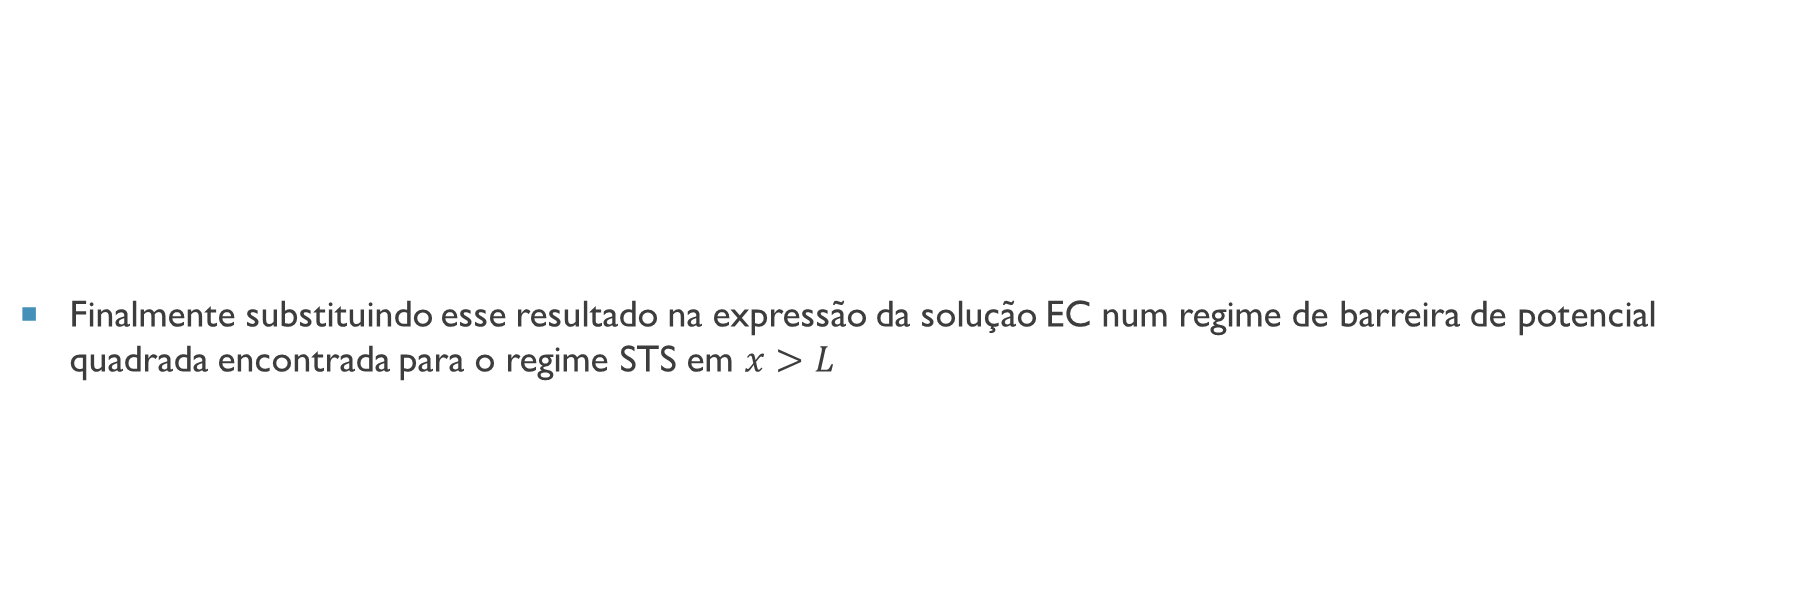 ▪ Finalmente substituindo esse resultado na expressão da solução EC num regime de barreira de potencial
quadrada encontrada para o regime STS em 𝑥 > 𝐿